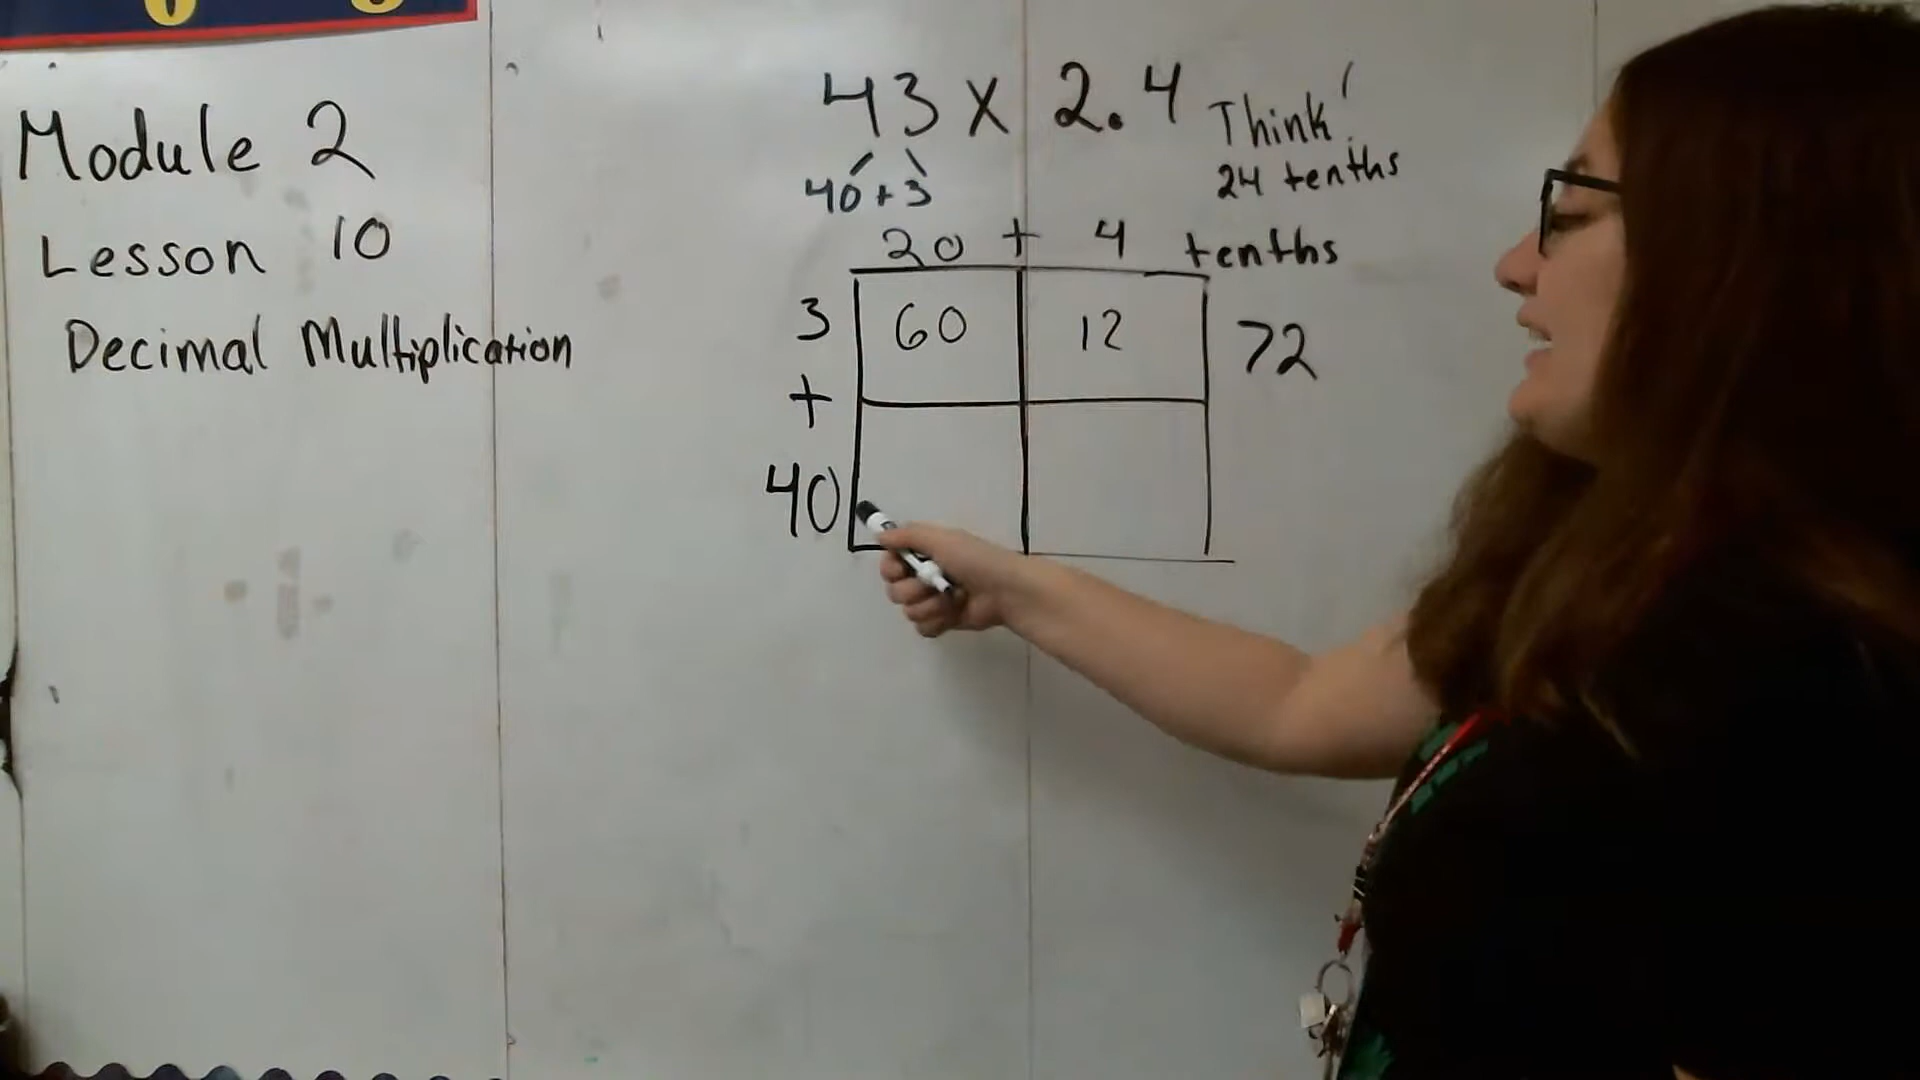 Module 2
Lesson 10
Decimal Multiplication
43 x 2.4
Think!
24 tenths
40 + 3
20 + 4 tenths
3 60 12 72
+
40